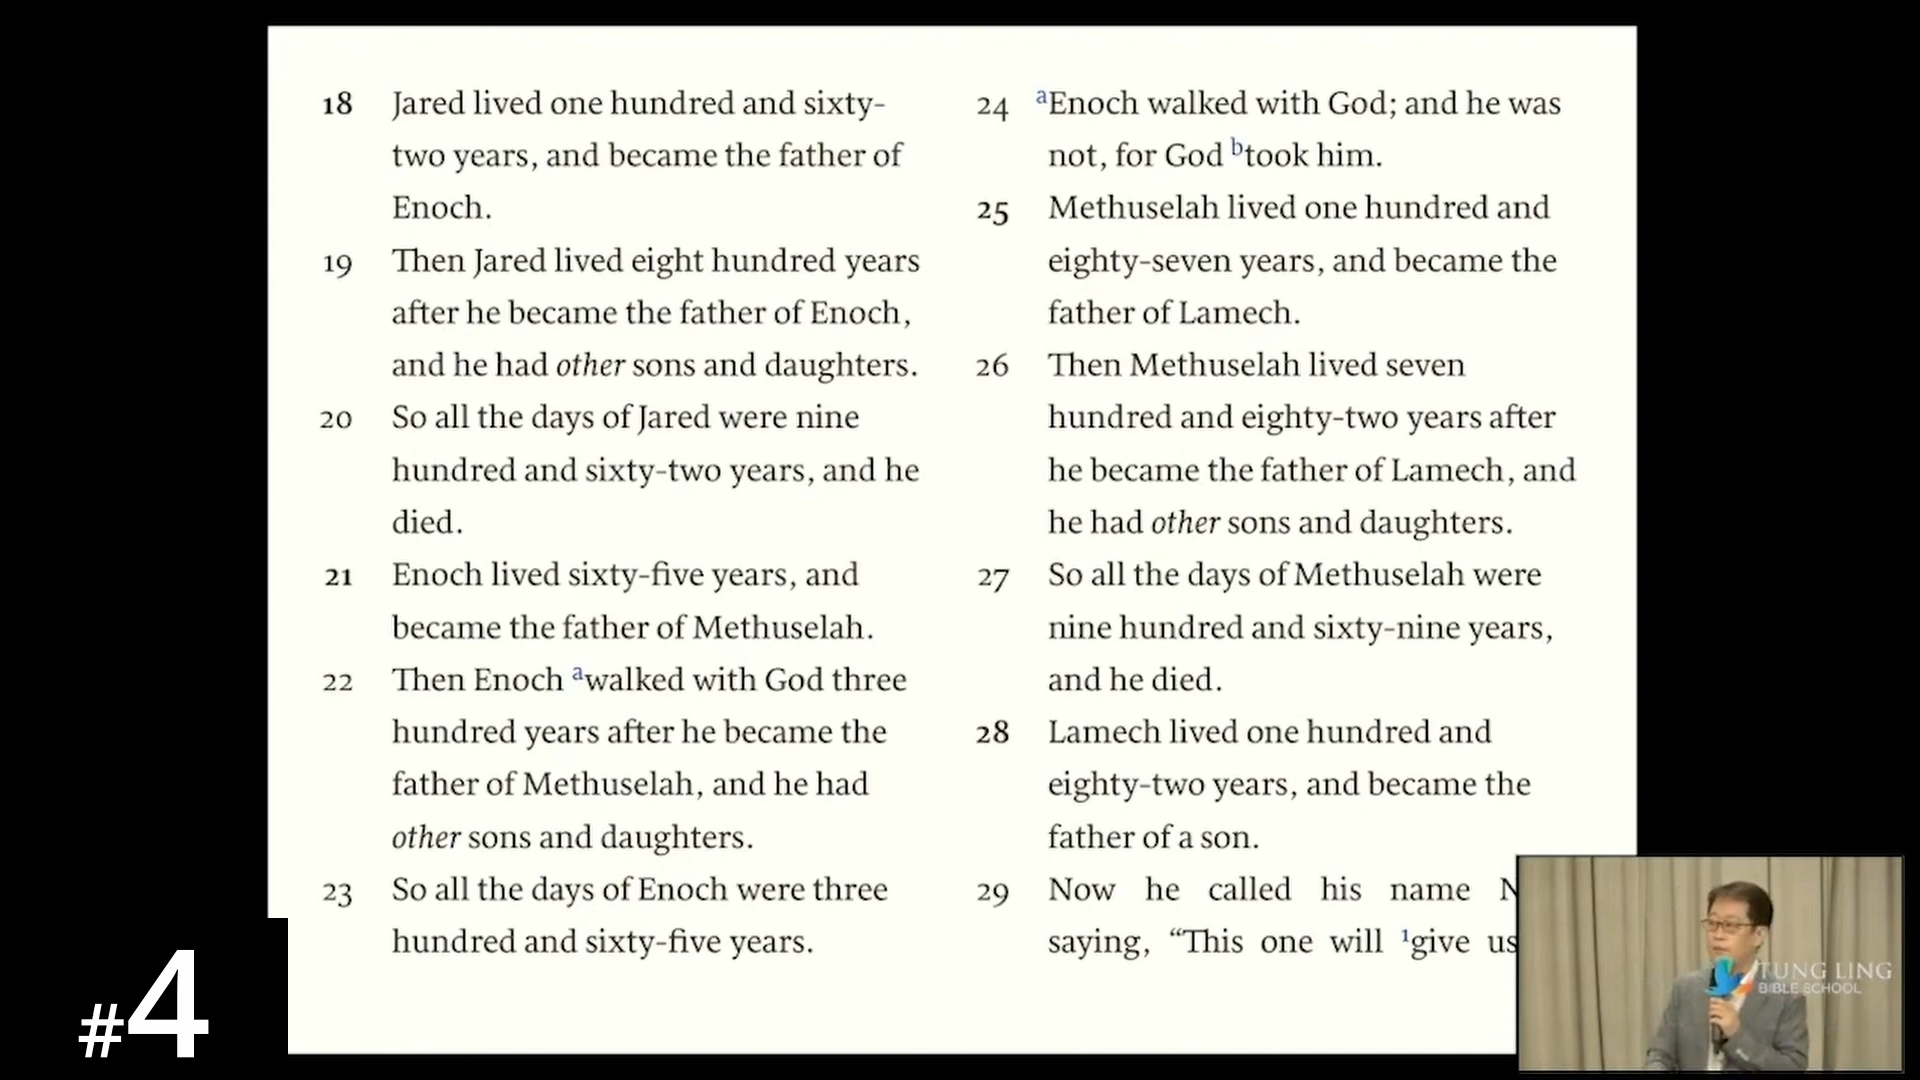 18 Jared lived one hundred and sixty-
two years, and became the father of
Enoch.
19 Then Jared lived eight hundred years
after he became the father of Enoch,
and he had other sons and daughters.
20 So all the days of Jared were nine
hundred and sixty-two years, and he
died.
21 Enoch lived sixty-five years, and
became the father of Methuselah.
22 Then Enoch ᵃwalked with God three
hundred years after he became the
father of Methuselah, and he had
other sons and daughters.
23 So all the days of Enoch were three
hundred and sixty-five years.
24 ᵃEnoch walked with God; and he was
not, for God ᵇtook him.
25 Methuselah lived one hundred and
eighty-seven years, and became the
father of Lamech.
26 Then Methuselah lived seven
hundred and eighty-two years after
he became the father of Lamech, and
he had other sons and daughters.
27 So all the days of Methuselah were
nine hundred and sixty-nine years,
and he died.
28 Lamech lived one hundred and
eighty-two years, and became the
father of a son.
29 Now he called his name
saying, “This one will ¹give us
#4
TUNG LING
BIBLE SCHOOL